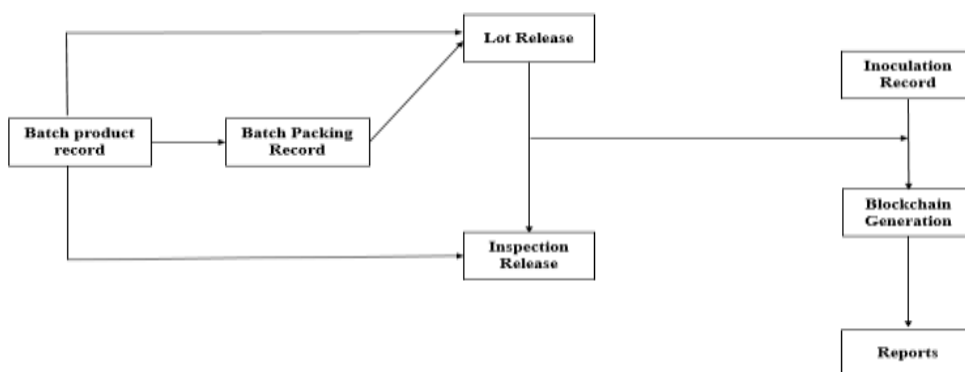 Lot Release
Inoculation
Record
Batch product
record
Batch Packing
Record
Blockchain
Generation
Inspection
Release
Reports